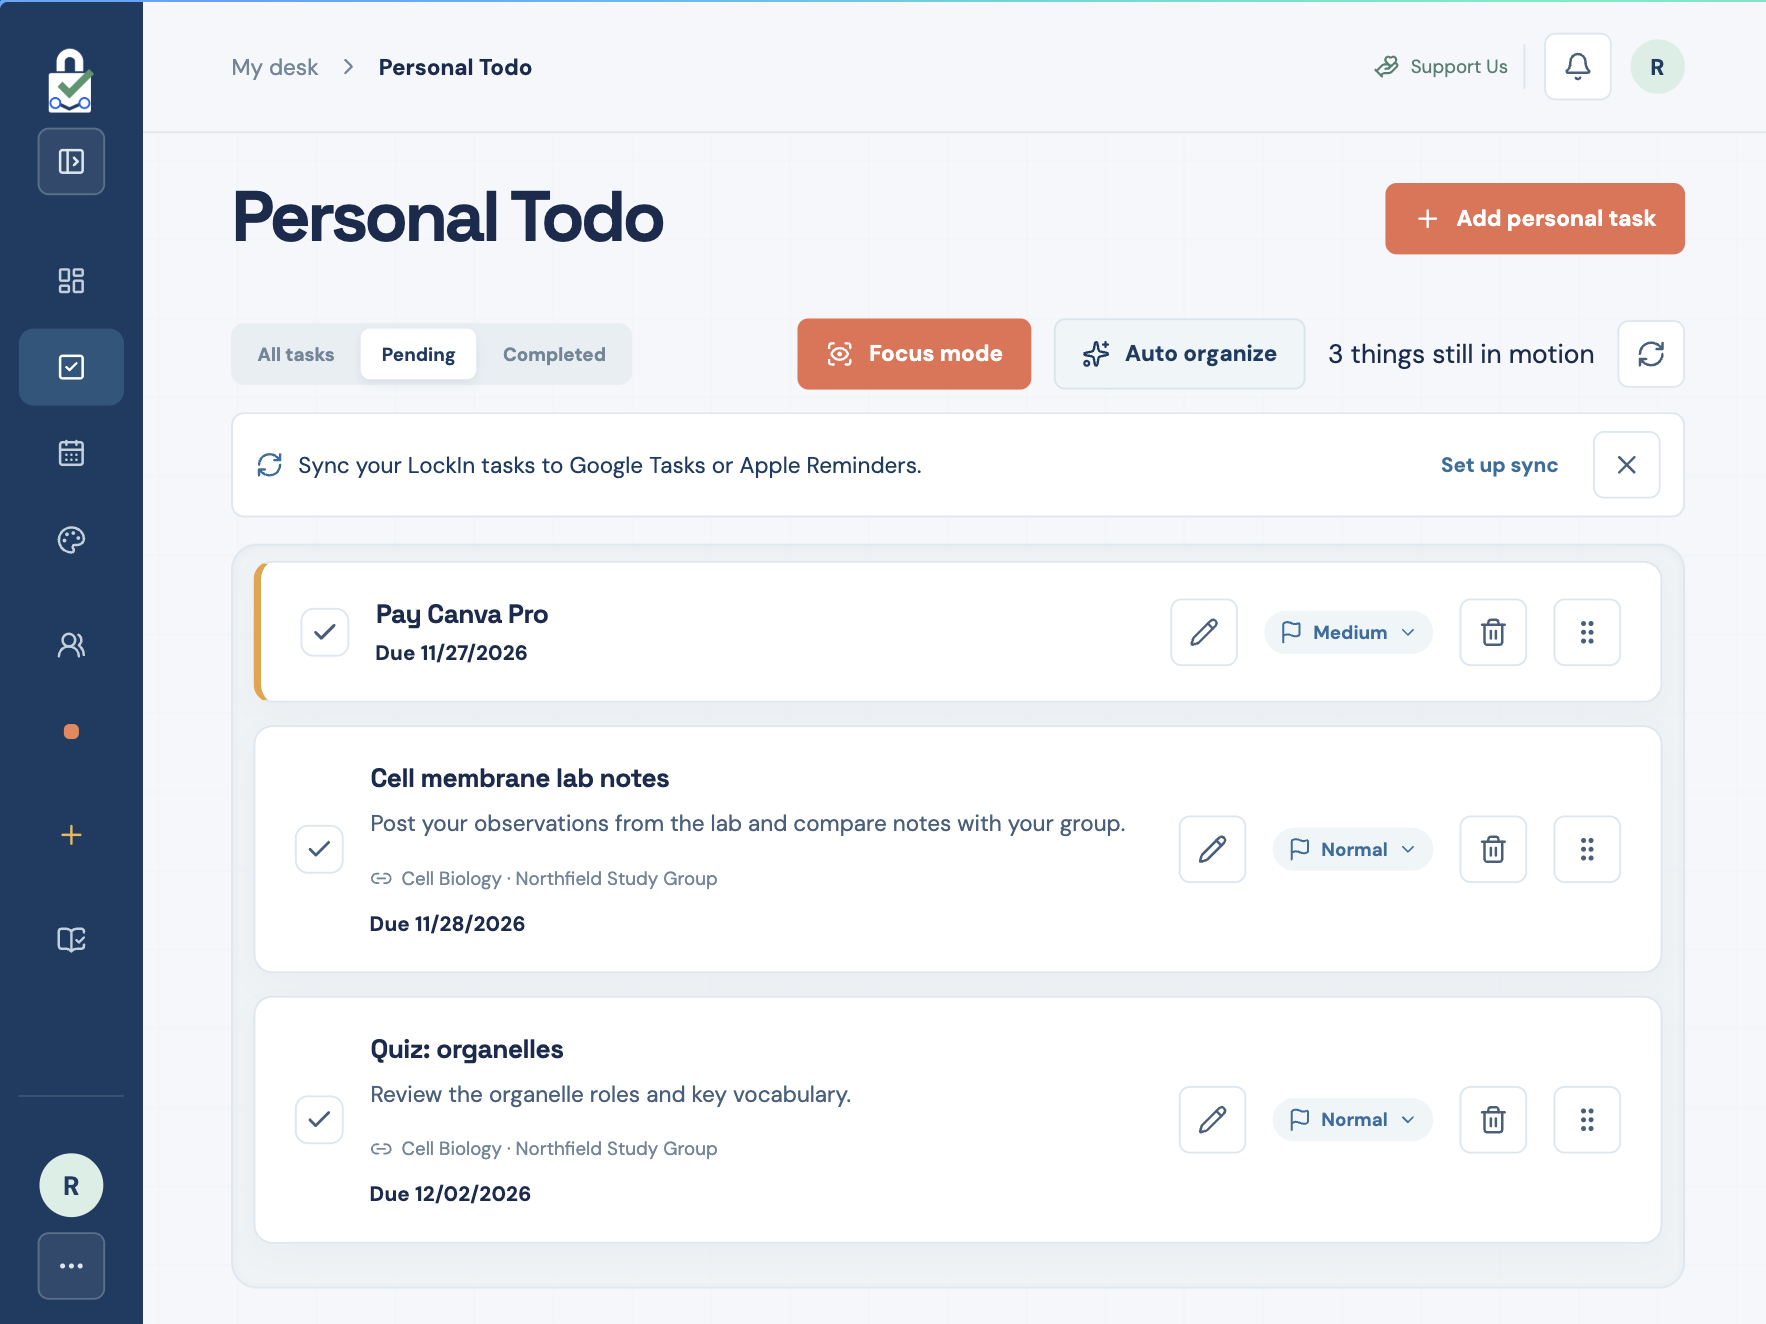 My desk > Personal Todo
Support Us
R
Personal Todo
+ Add personal task
All tasks
Pending
Completed
Focus mode
Auto organize
3 things still in motion
Sync your LockIn tasks to Google Tasks or Apple Reminders.
Set up sync
Pay Canva Pro
Due 11/27/2026
Medium
Cell membrane lab notes
Post your observations from the lab and compare notes with your group.
Cell Biology · Northfield Study Group
Due 11/28/2026
Normal
Quiz: organelles
Review the organelle roles and key vocabulary.
Cell Biology · Northfield Study Group
Due 12/02/2026
Normal
R